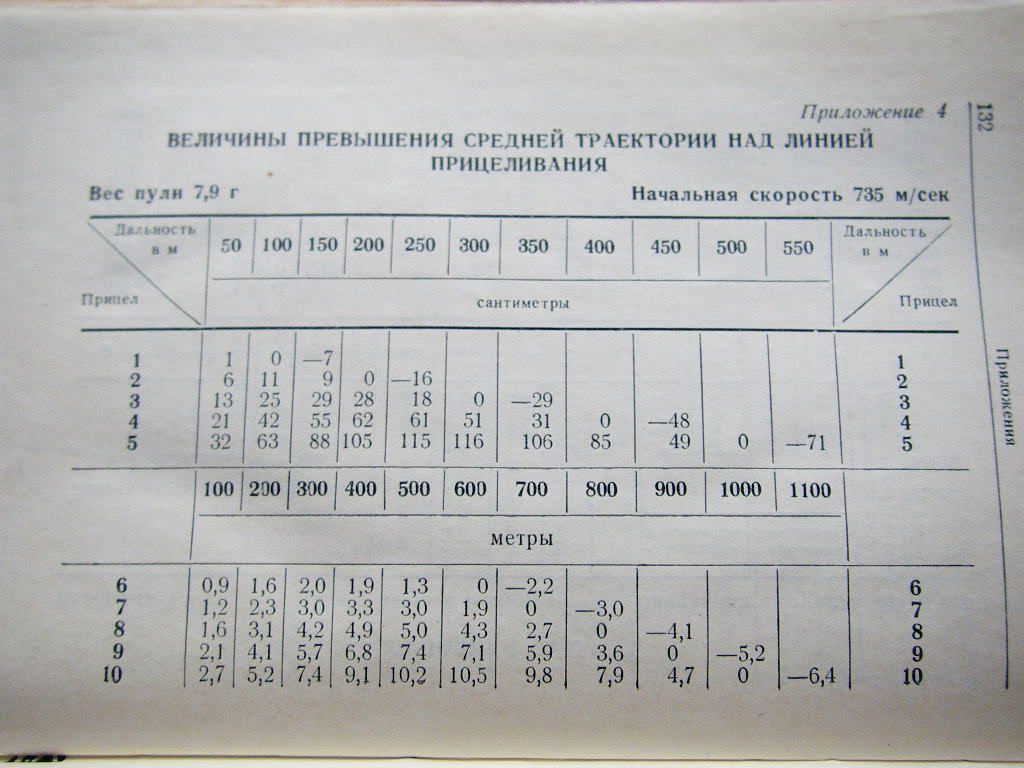 Приложение 4
132
ВЕЛИЧИНЫ ПРЕВЫШЕНИЯ СРЕДНЕЙ ТРАЕКТОРИИ НАД ЛИНИЕЙ
ПРИЦЕЛИВАНИЯ
Вес пули 7,9 г Начальная скорость 735 м/сек
Дальность в м 50 100 150 200 250 300 350 400 450 500 550 Дальность в м
Прицел сантиметры Прицел
1 1 0 —7 1
2 6 11 9 0 —16 2
3 13 25 29 28 18 0 —29 3
4 21 42 55 62 61 51 31 0 —48 4
5 32 63 88 105 115 116 106 85 49 0 —71 5
100 200 300 400 500 600 700 800 900 1000 1100
метры
6 0,9 1,6 2,0 1,9 1,3 0 —2,2 6
7 1,2 2,3 3,0 3,3 3,0 1,9 0 —3,0 7
8 1,6 3,1 4,2 4,9 5,0 4,3 2,7 0 —4,1 8
9 2,1 4,1 5,7 6,8 7,4 7,1 5,9 3,6 0 —5,2 9
10 2,7 5,2 7,4 9,1 10,2 10,5 9,8 7,9 4,7 0 —6,4 10
Приложения